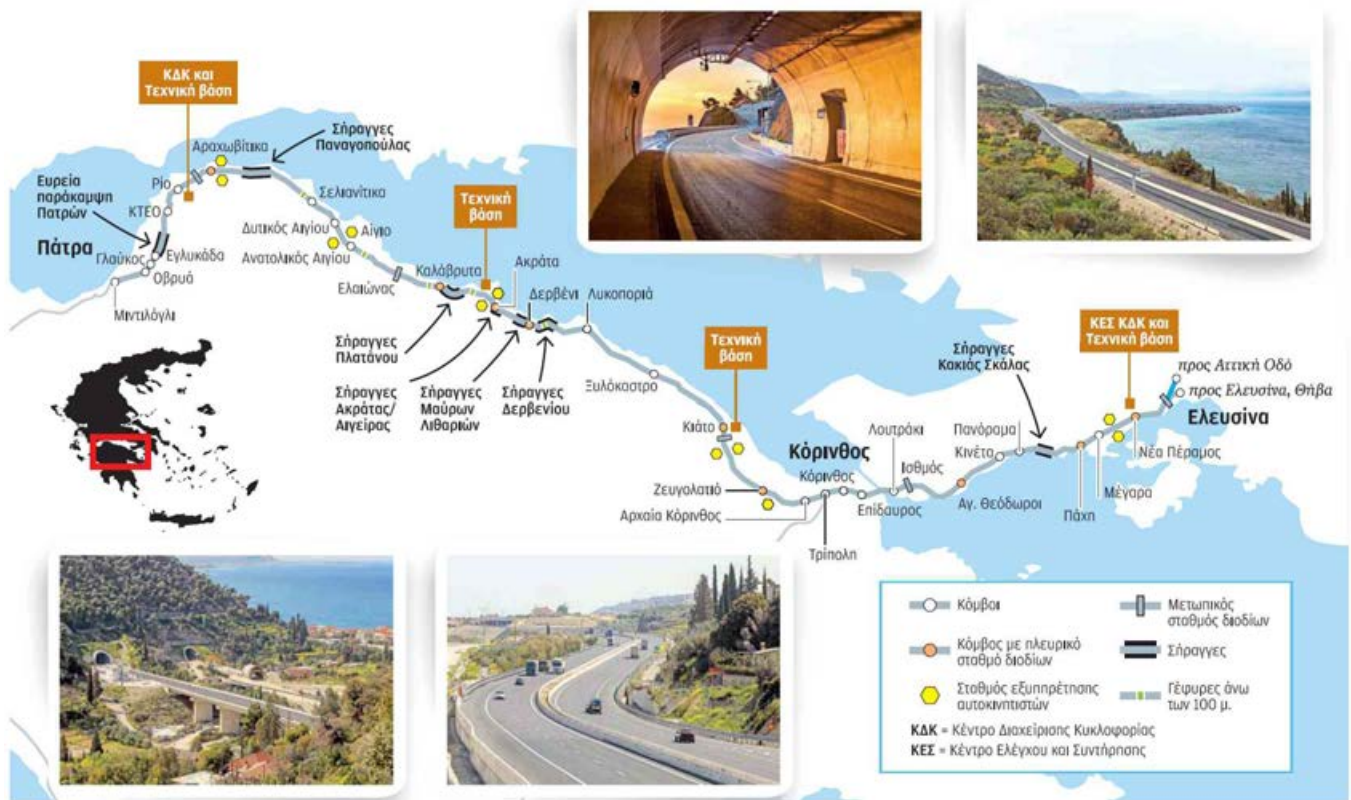 ΚΔΚ και
Τεχνική βάση
Αραχωβίτικα
Σήραγγες
Παναγοπούλας
Ευρεία
παράκαμψη
Πατρών
Ρίο
ΚΤΕΟ
Πάτρα
Γλαύκος
Εγλυκάδα
Οβρυά
Μιντιλόγλι
Σελιανίτικα
Δυτικός Αιγίου
Αίγιο
Ανατολικός Αιγίου
Ελαιώνας
Τεχνική
βάση
Καλάβρυτα
Ακράτα
Δερβένι
Λυκοποριά
Σήραγγες
Πλατάνου
Σήραγγες
Ακράτας/
Αιγείρας
Σήραγγες
Μαύρων
Λιθαριών
Σήραγγες
Δερβενίου
Ξυλόκαστρο
Τεχνική
βάση
Κιάτο
Ζευγολατιό
Αρχαία Κόρινθος
Κόρινθος
Κόρινθος
Τρίπολη
Επίδαυρος
Λουτράκι
Ισθμός
Αγ. Θεόδωροι
Κινέτα
Πανόραμα
Σήραγγες
Κακιάς Σκάλας
Πάχη
Μέγαρα
Νέα Πέραμος
ΚΕΣ ΚΔΚ και
Τεχνική βάση
προς Αττική Οδό
προς Ελευσίνα, Θήβα
Ελευσίνα
Κόμβοι
Κόμβος με πλευρικό
σταθμό διοδίων
Σταθμός εξυπηρέτησης
αυτοκινητιστών
Μετωπικός
σταθμός διοδίων
Σήραγγες
Γέφυρες άνω
των 100 μ.
ΚΔΚ = Κέντρο Διαχείρισης Κυκλοφορίας
ΚΕΣ = Κέντρο Ελέγχου και Συντήρησης